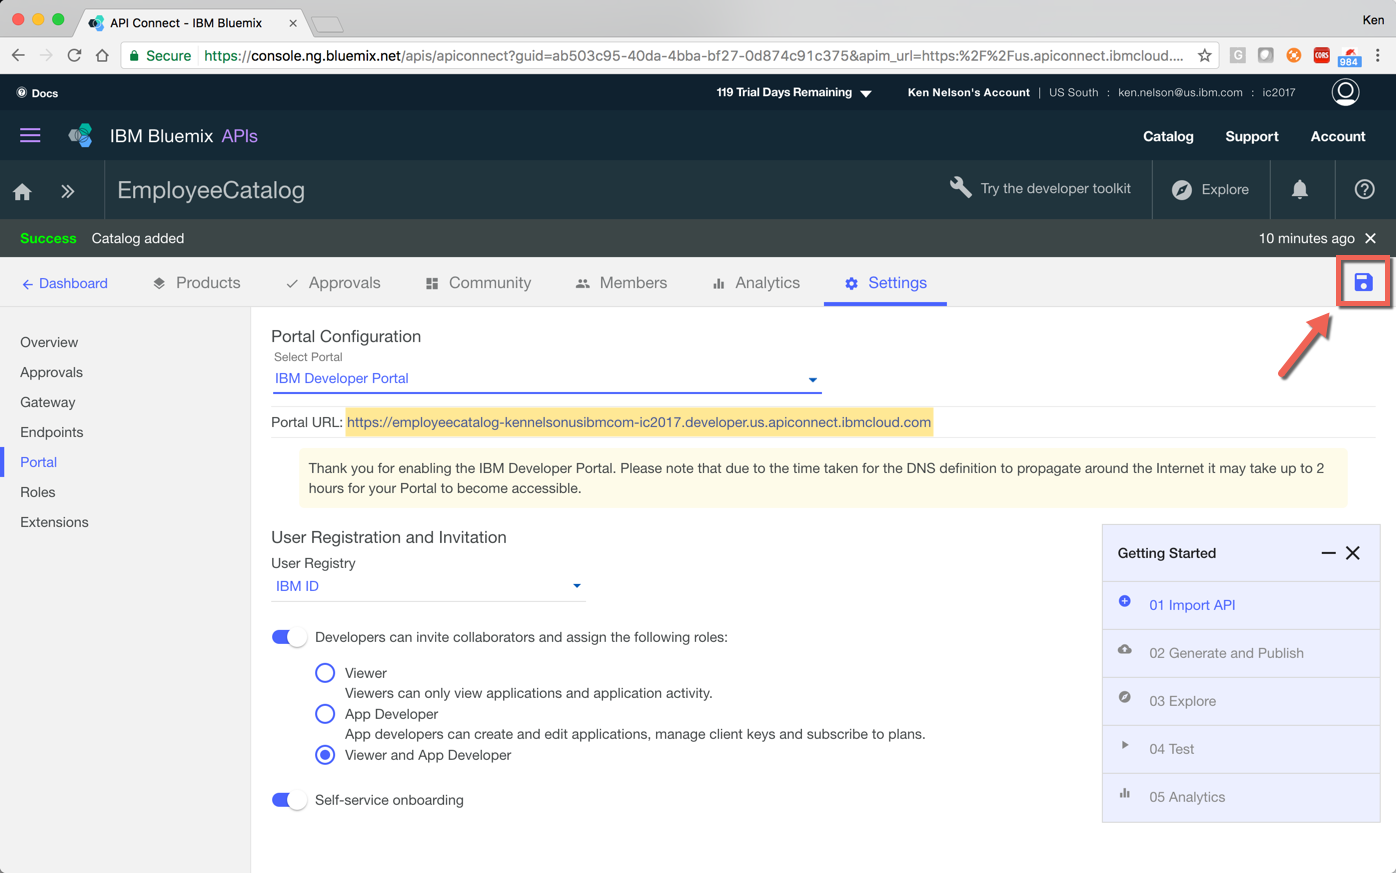 API Connect - IBM Bluemix
Ken
Secure https://console.ng.bluemix.net/apis/apiconnect?guid=ab503c95-40da-4bba-bf27-0d874c91c375&apim_url=https:%2F%2Fus.apiconnect.ibmcloud....
G
CORS
984
Docs
119 Trial Days Remaining
Ken Nelson's Account | US South : ken.nelson@us.ibm.com : ic2017
IBM Bluemix APIs
Catalog Support Account
EmployeeCatalog
Try the developer toolkit
Explore
Success Catalog added
10 minutes ago
Dashboard
Products
Approvals
Community
Members
Analytics
Settings
Overview
Approvals
Gateway
Endpoints
Portal
Roles
Extensions
Portal Configuration
Select Portal
IBM Developer Portal
Portal URL: https://employeecatalog-kennelsonusibmcom-ic2017.developer.us.apiconnect.ibmcloud.com
Thank you for enabling the IBM Developer Portal. Please note that due to the time taken for the DNS definition to propagate around the Internet it may take up to 2
hours for your Portal to become accessible.
User Registration and Invitation
User Registry
IBM ID
Developers can invite collaborators and assign the following roles:
Viewer
Viewers can only view applications and application activity.
App Developer
App developers can create and edit applications, manage client keys and subscribe to plans.
Viewer and App Developer
Self-service onboarding
Getting Started
01 Import API
02 Generate and Publish
03 Explore
04 Test
05 Analytics